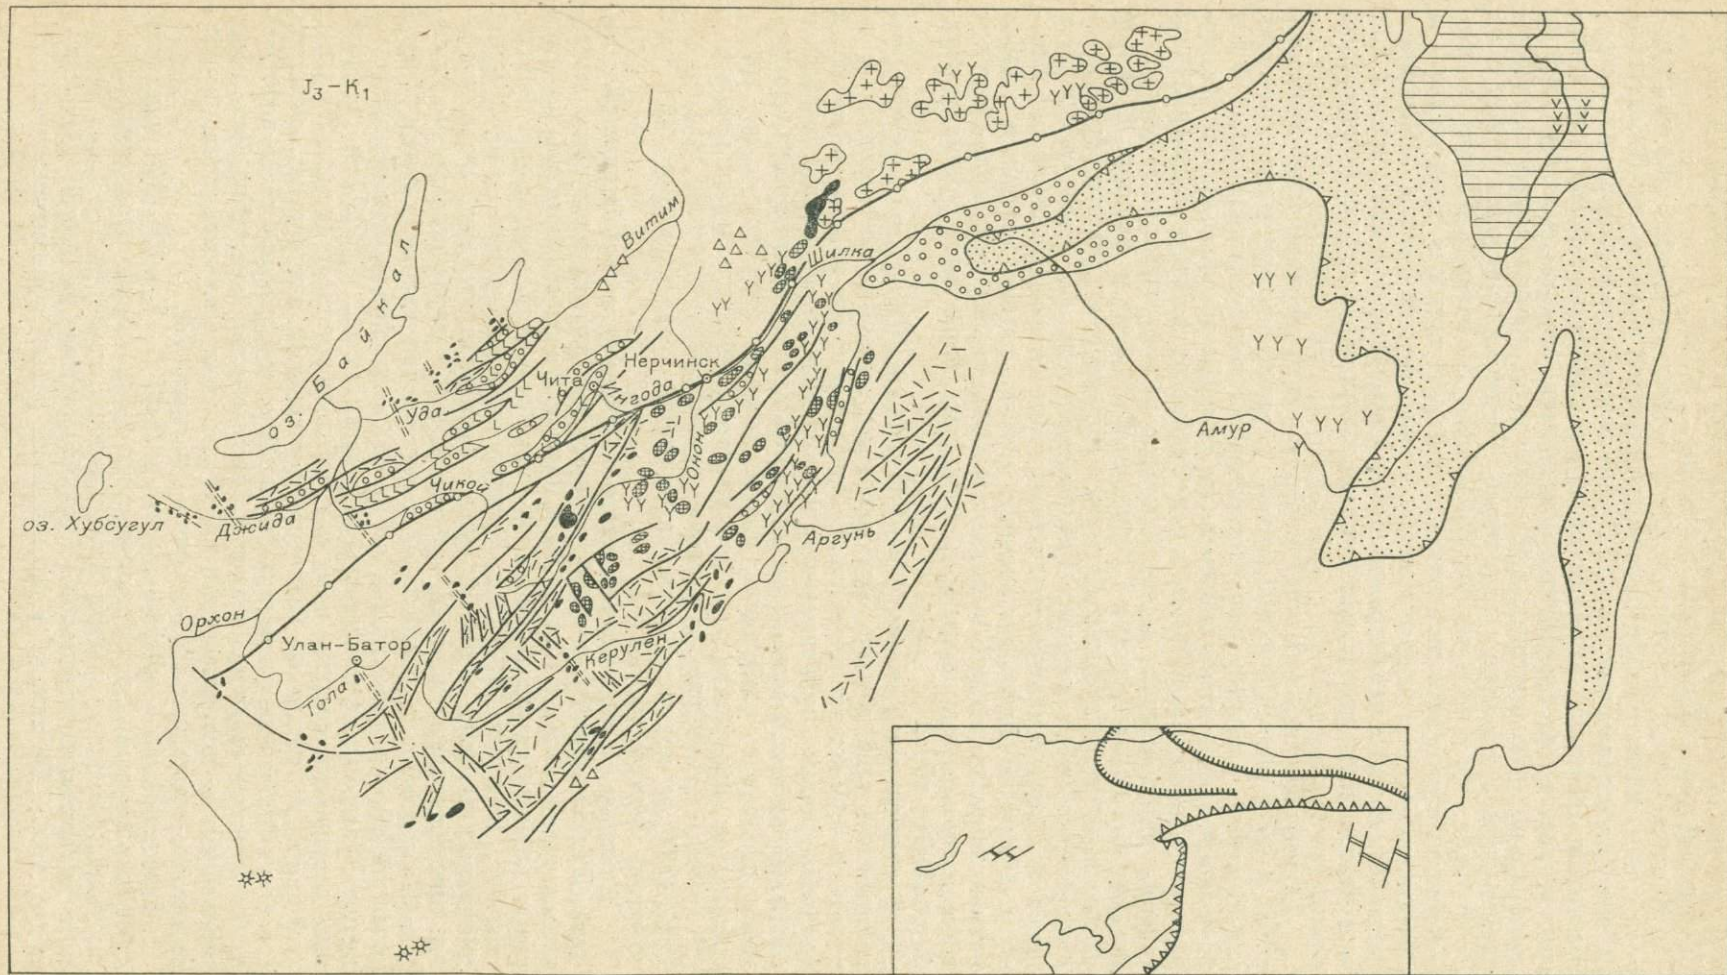 J₃–K₁
Витим
оз. Байкал
Шилка
Нерчинск
Чита
Ингода
Уда
Онон
Амур
Чикой
оз. Хубсугул
Джида
Аргунь
Орхон
Улан-Батор
Керулен
Тола